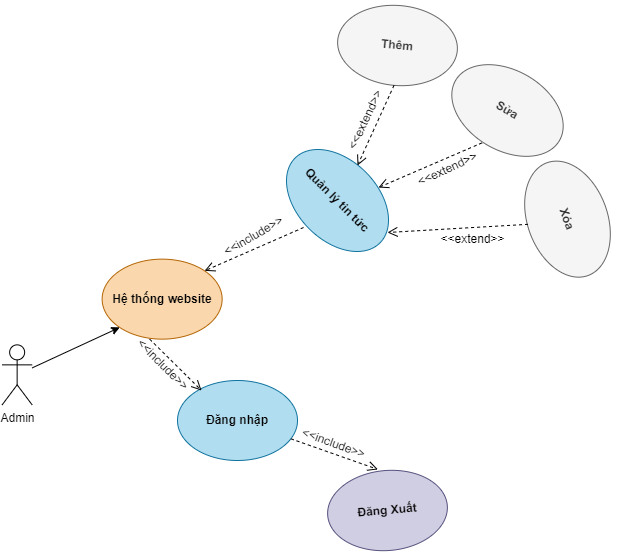 Thêm
<<extend>>
Sửa
<<extend>>
Quản lý tin tức
Xóa
<<extend>>
<<include>>
Hệ thống website
<<include>>
Admin
Đăng nhập
<<include>>
Đăng Xuất